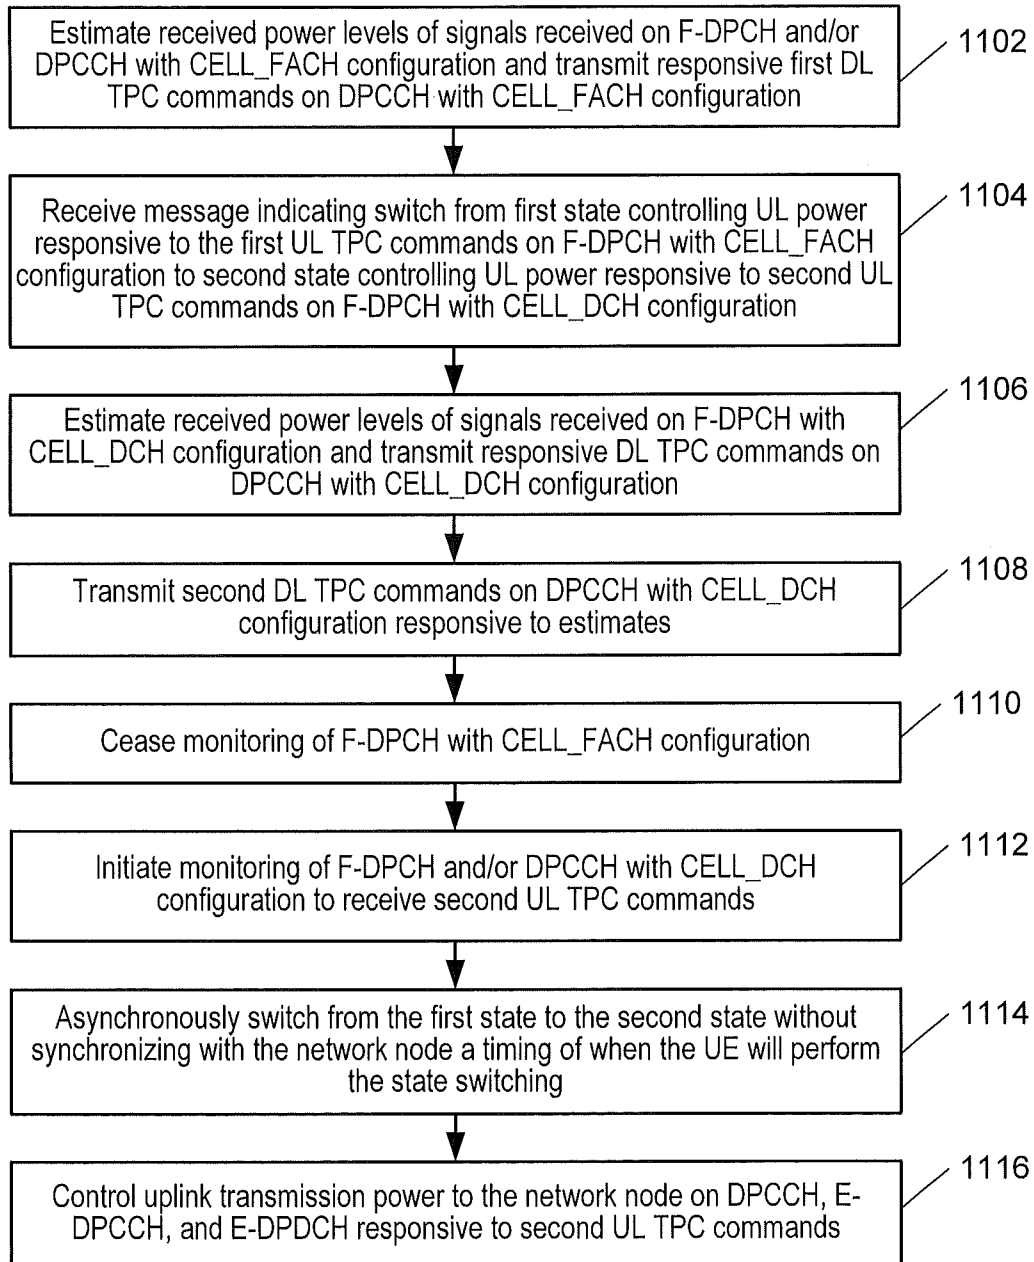 Estimate received power levels of signals received on F-DPCH and/or
DPCCH with CELL_FACH configuration and transmit responsive first DL
TPC commands on DPCCH with CELL_FACH configuration
1102
Receive message indicating switch from first state controlling UL power
responsive to the first UL TPC commands on F-DPCH with CELL_FACH
configuration to second state controlling UL power responsive to second UL
TPC commands on F-DPCH with CELL_DCH configuration
1104
Estimate received power levels of signals received on F-DPCH with
CELL_DCH configuration and transmit responsive DL TPC commands on
DPCCH with CELL_DCH configuration
1106
Transmit second DL TPC commands on DPCCH with CELL_DCH
configuration responsive to estimates
1108
Cease monitoring of F-DPCH with CELL_FACH configuration
1110
Initiate monitoring of F-DPCH and/or DPCCH with CELL_DCH
configuration to receive second UL TPC commands
1112
Asynchronously switch from the first state to the second state without
synchronizing with the network node a timing of when the UE will perform
the state switching
1114
Control uplink transmission power to the network node on DPCCH, E-
DPCCH, and E-DPDCH responsive to second UL TPC commands
1116